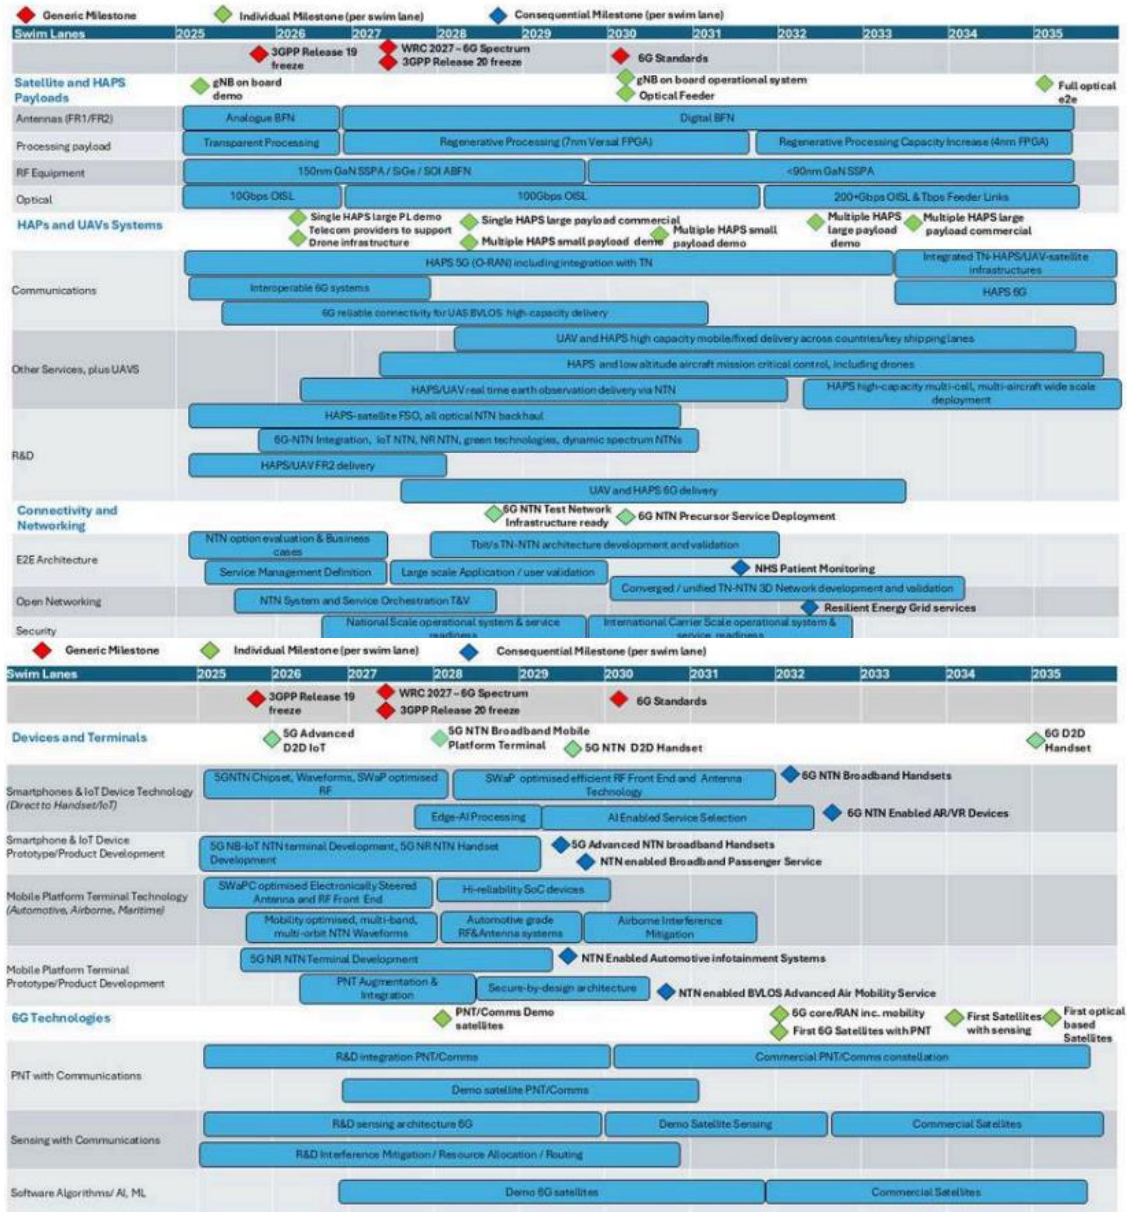 Generic Milestone
Individual Milestone (per swim lane)
Consequential Milestone (per swim lane)
Swim Lanes 2025 2026 2027 2028 2029 2030 2031 2032 2033 2034 2035
3GPP Release 19
freeze
WRC 2027 – 6G Spectrum
3GPP Release 20 freeze
6G Standards
Satellite and HAPS
Payloads
gNB on board
demo
gNB on board operational system
Optical Feeder
Full optical
e2e
Antennas (FR1/FR2)
Analogue BFN
Digital BFN
Processing payload
Transparent Processing
Regenerative Processing (7nm Versal FPGA)
Regenerative Processing Capacity Increase (4nm FPGA)
RF Equipment
150nm GaN SSPA / SiGe / SOI ABFN
<90nm GaN SSPA
Optical
10Gbps OISL
100Gbps OISL
200+Gbps OISL & Tbps Feeder Links
HAPs and UAVs Systems
Single HAPS large PL demo
Telecom providers to support
Drone infrastructure
Single HAPS large payload commercial
Multiple HAPS small payload demo
Multiple HAPS small
payload demo
Multiple HAPS
large payload
demo
Multiple HAPS large
payload commercial
Communications
HAPS 5G (O-RAN) including integration with TN
Integrated TN-HAPS/UAV-satellite
infrastructures
Interoperable 6G systems
HAPS 6G
6G reliable connectivity for UAS BVLOS high-capacity delivery
Other Services, plus UAVS
UAV and HAPS high capacity mobile/fixed delivery across countries/key shipping lanes
HAPS and low altitude aircraft mission critical control, including drones
HAPS/UAV real time earth observation delivery via NTN
HAPS high-capacity multi-cell, multi-aircraft wide scale
deployment
R&D
HAPS-satellite FSO, all optical NTN backhaul
6G-NTN Integration, IoT NTN, NR NTN, green technologies, dynamic spectrum NTNs
HAPS/UAV FR2 delivery
UAV and HAPS 6G delivery
Connectivity and
Networking
6G NTN Test Network
Infrastructure ready
6G NTN Precursor Service Deployment
E2E Architecture
NTN option evaluation & Business
cases
Tbit/s TN-NTN architecture development and validation
Service Management Definition
Large scale Application / user validation
NHS Patient Monitoring
Converged / unified TN-NTN 3D Network development and validation
Open Networking
NTN System and Service Orchestration T&V
Resilient Energy Grid services
Security
National Scale operational system & service
readiness
International Carrier Scale operational system &
service readiness
Generic Milestone
Individual Milestone (per swim lane)
Consequential Milestone (per swim lane)
Swim Lanes 2025 2026 2027 2028 2029 2030 2031 2032 2033 2034 2035
3GPP Release 19
freeze
WRC 2027 – 6G Spectrum
3GPP Release 20 freeze
6G Standards
Devices and Terminals
5G Advanced
D2D IoT
5G NTN Broadband Mobile
Platform Terminal
5G NTN D2D Handset
6G D2D
Handset
Smartphones & IoT Device Technology
(Direct to Handset/IoT)
5GNTN Chipset, Waveforms, SWaP optimised
RF
SWaP optimised efficient RF Front End and Antenna
Technology
6G NTN Broadband Handsets
Edge-AI Processing
AI Enabled Service Selection
6G NTN Enabled AR/VR Devices
Smartphone & IoT Device
Prototype/Product Development
5G NB-IoT NTN terminal Development, 5G NR NTN Handset
Development
5G Advanced NTN broadband Handsets
NTN enabled Broadband Passenger Service
Mobile Platform Terminal Technology
(Automotive, Airborne, Maritime)
SWaPC optimised Electronically Steered
Antenna and RF Front End
Hi-reliability SoC devices
Mobility optimised, multi-band,
multi-orbit NTN Waveforms
Automotive grade
RF&Antenna systems
Airborne Interference
Mitigation
Mobile Platform Terminal
Prototype/Product Development
5G NR NTN Terminal Development
NTN Enabled Automotive infotainment Systems
PNT Augmentation &
Integration
Secure-by-design architecture
NTN enabled BVLOS Advanced Air Mobility Service
6G Technologies
PNT/Comms Demo
satellites
6G core/RAN inc. mobility
First 6G Satellites with PNT
First Satellites
with sensing
First optical
based
Satellites
PNT with Communications
R&D integration PNT/Comms
Commercial PNT/Comms constellation
Demo satellite PNT/Comms
Sensing with Communications
R&D sensing architecture 6G
Demo Satellite Sensing
Commercial Satellites
R&D Interference Mitigation / Resource Allocation / Routing
Software Algorithms/ AI, ML
Demo 6G satellites
Commercial Satellites